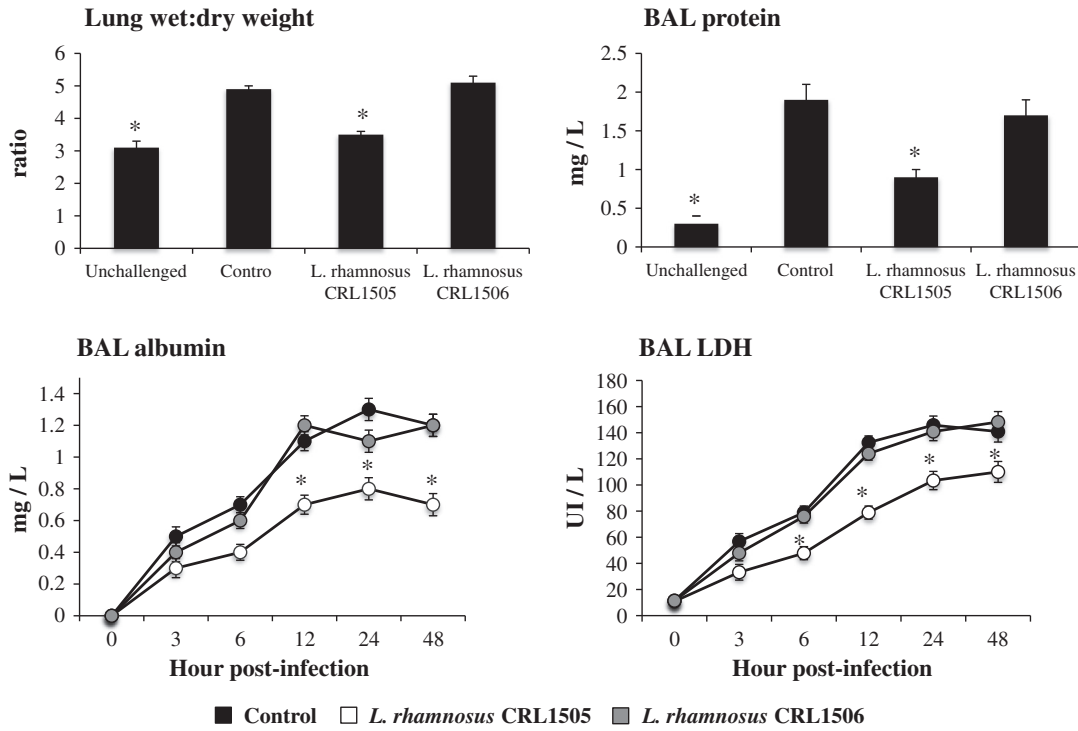 Lung wet:dry weight
6
5
4
3
2
1
0
ratio
*
*
Unchallenged
Contro
L. rhamnosus
CRL1505
L. rhamnosus
CRL1506
BAL protein
2.5
2
1.5
1
0.5
0
mg / L
*
*
Unchallenged
Control
L. rhamnosus
CRL1505
L. rhamnosus
CRL1506
BAL albumin
1.4
1.2
1
0.8
0.6
0.4
0.2
0
mg / L
* * *
0 3 6 12 24 48
Hour post-infection
BAL LDH
180
160
140
120
100
80
60
40
20
0
UI / L
* * * *
0 3 6 12 24 48
Hour post-infection
Control L. rhamnosus CRL1505 L. rhamnosus CRL1506